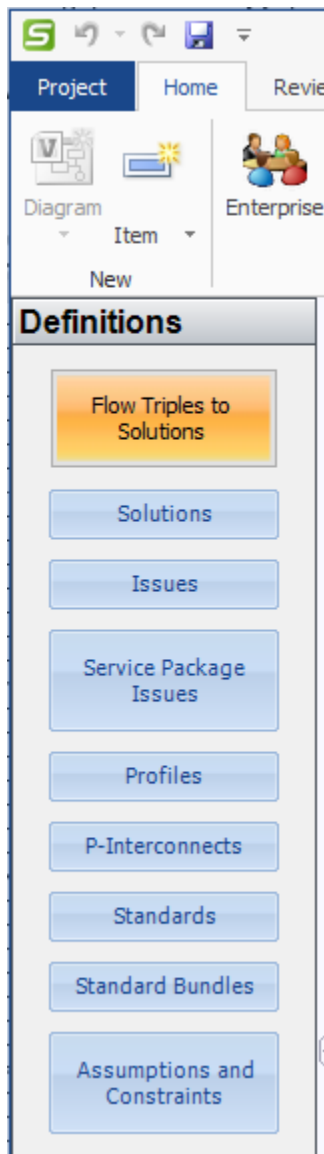 Project Home Revie
Diagram
Item
Enterprise
New
Definitions
Flow Triples to
Solutions
Solutions
Issues
Service Package
Issues
Profiles
P-Interconnects
Standards
Standard Bundles
Assumptions and
Constraints